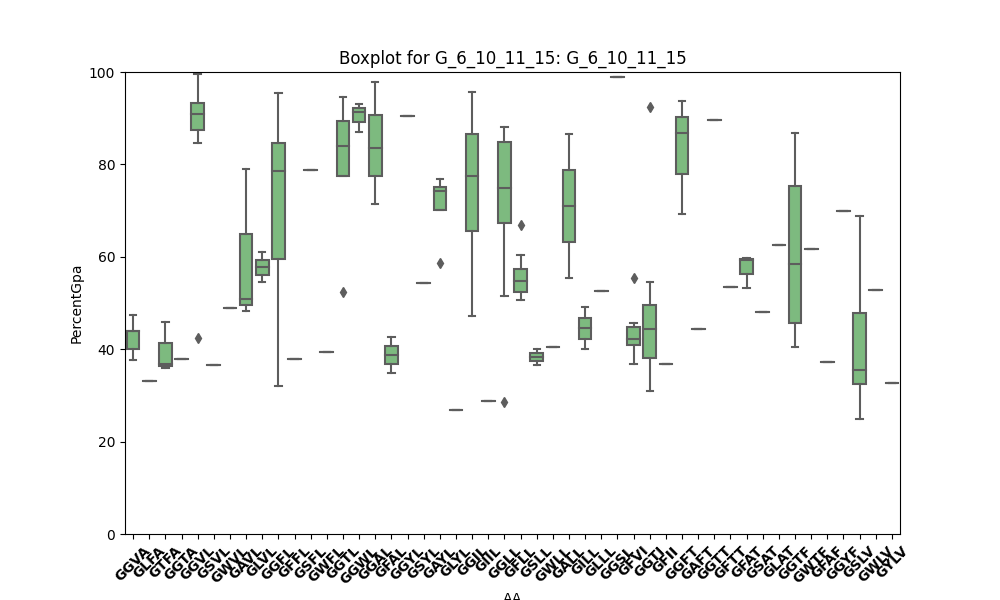 Boxplot for G_6_10_11_15: G_6_10_11_15
PercentGpa
100
80
60
40
20
0
GGVA
GLFA
GTFA
GGTA
GGVL
GSVL
GWVL
GAVL
GLVL
GGFL
GFFL
GSFL
GWFL
GGTL
GGWL
GGAL
GFAL
GGYL
GSYL
GAYL
GLYL
GGIL
GIIL
GGLL
GFLL
GSLL
GWLL
GALL
GILL
GLLL
GGSL
GFVI
GGTI
GFII
GGFT
GAFT
GGTT
GFTT
GFAT
GSAT
GLAT
GGTF
GWTF
GFAF
GGYF
GSLV
GWLV
GYLV
AA